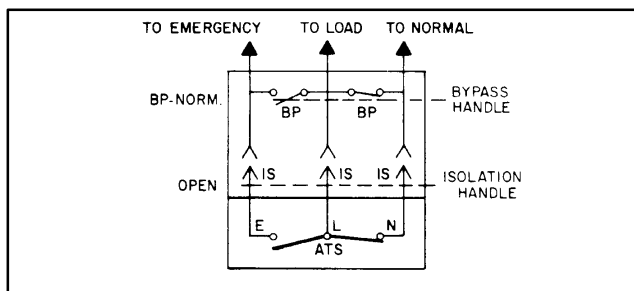 TO EMERGENCY TO LOAD TO NORMAL
BP-NORM. BP BP BYPASS HANDLE
IS IS IS
OPEN ISOLATION HANDLE
E L N
ATS